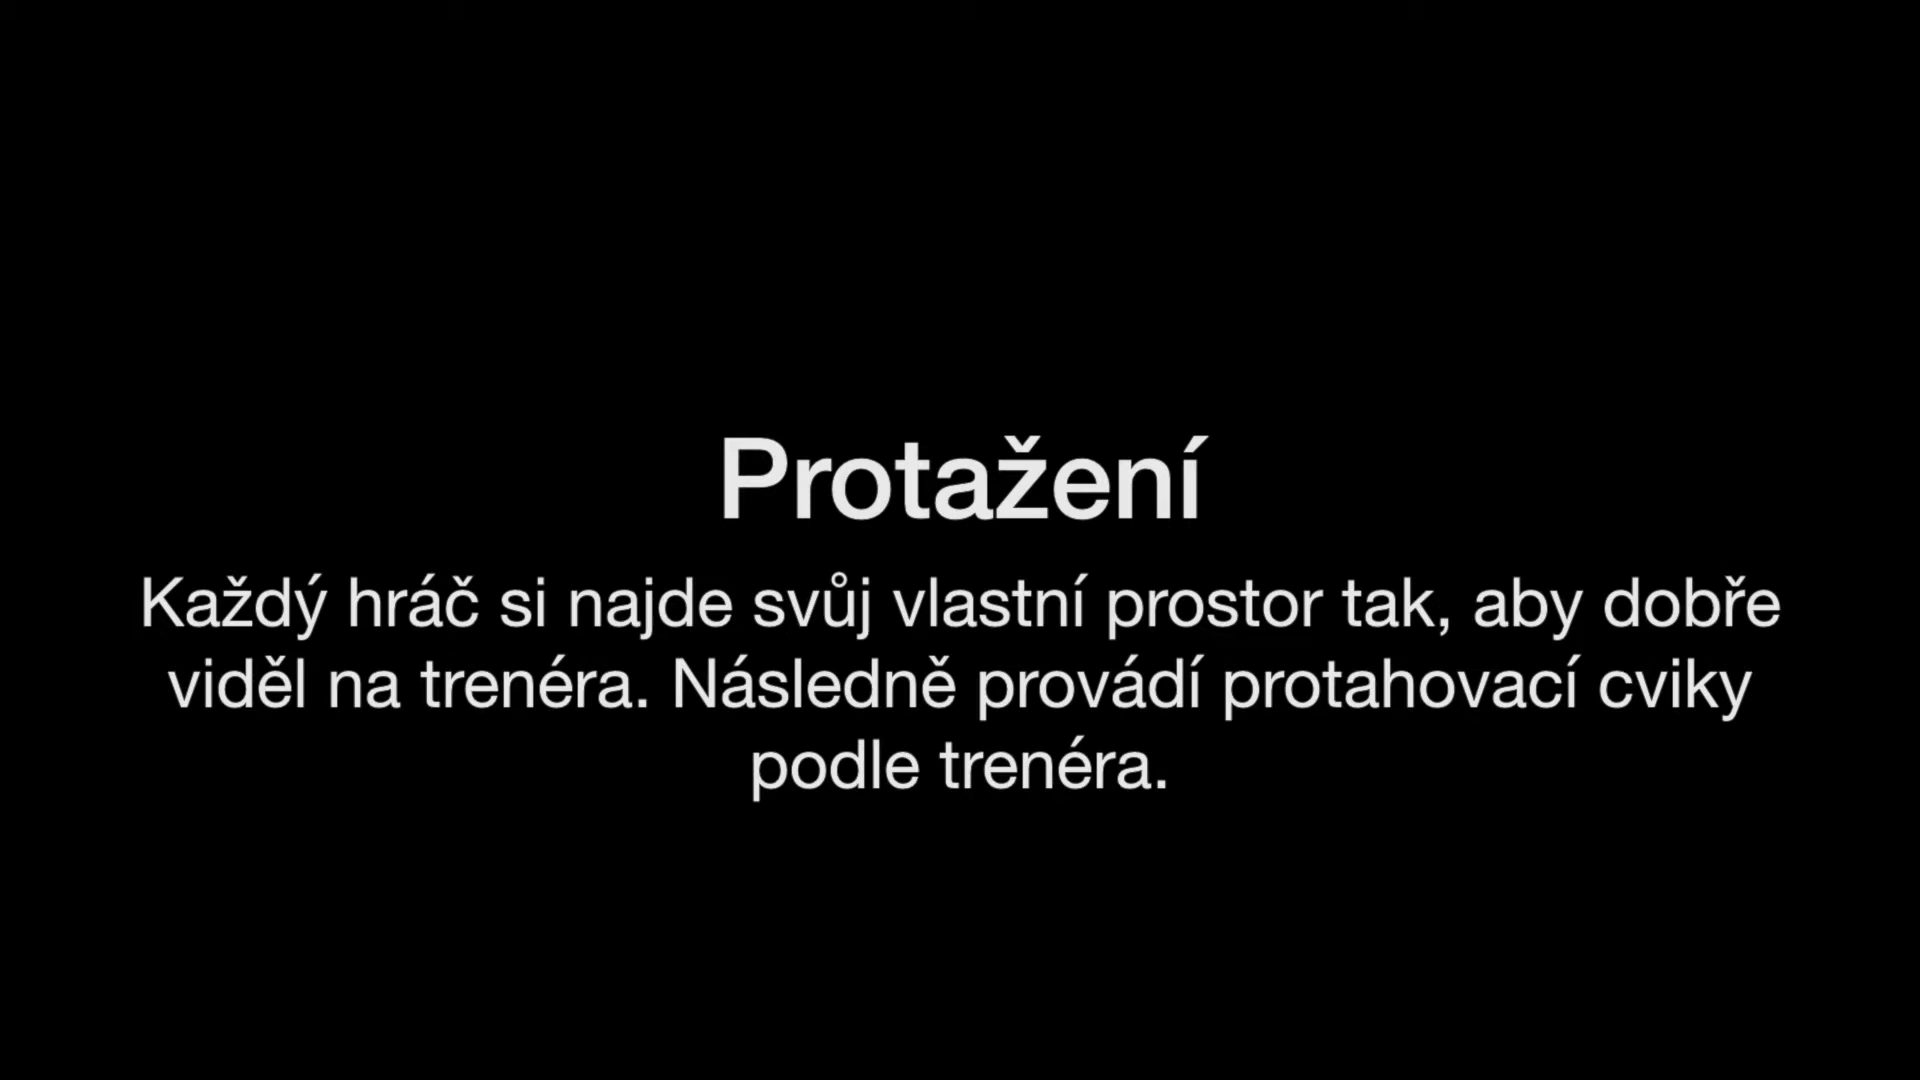 Protažení
Každý hráč si najde svůj vlastní prostor tak, aby dobře
viděl na trenéra. Následně provádí protahovací cviky
podle trenéra.